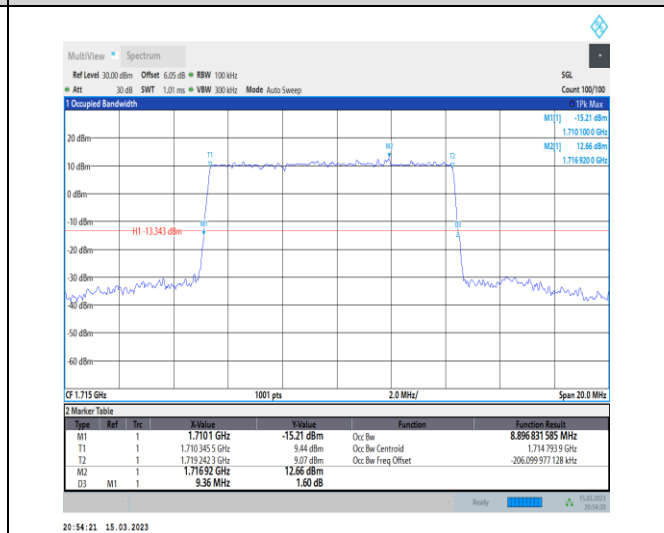 MultiView Spectrum
Ref Level 30.00 dBm Offset 6.05 dB RBW 100 kHz SGL
Att 30 dB SWT 1.01 ms VBW 300 kHz Mode Auto Sweep Count 100/100
1 Occupied Bandwidth 1Pk Max
M1[1] -15.21 dBm
1.710 100 0 GHz
M2[1] 12.66 dBm
1.716 920 0 GHz
20 dBm
M2
T1 T2
10 dBm
0 dBm
-10 dBm
M1 D3
H1 -13.343 dBm
-20 dBm
-30 dBm
-40 dBm
-50 dBm
-60 dBm
CF 1.715 GHz 1001 pts 2.0 MHz/ Span 20.0 MHz
2 Marker Table
Type Ref Trc X-Value Y-Value Function Function Result
M1 1 1.7101 GHz -15.21 dBm Occ Bw 8.896 831 585 MHz
T1 1 1.710 345 5 GHz 9.44 dBm Occ Bw Centroid 1.714 793 9 GHz
T2 1 1.719 242 3 GHz 9.07 dBm Occ Bw Freq Offset -206.099 977 128 kHz
M2 1 1.716 92 GHz 12.66 dBm
D3 M1 1 9.36 MHz 1.60 dB
Ready 15.03.2023
20:54:20
20:54:21 15.03.2023